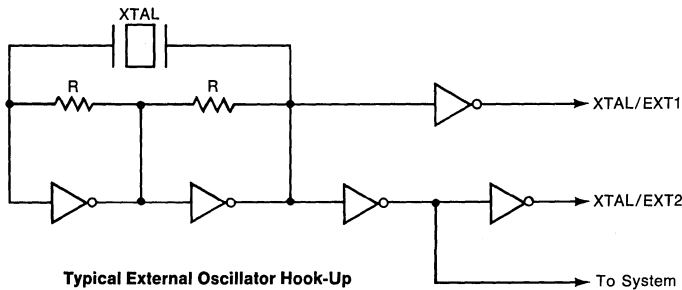 XTAL
R
R
XTAL/EXT1
XTAL/EXT2
Typical External Oscillator Hook-Up
To System